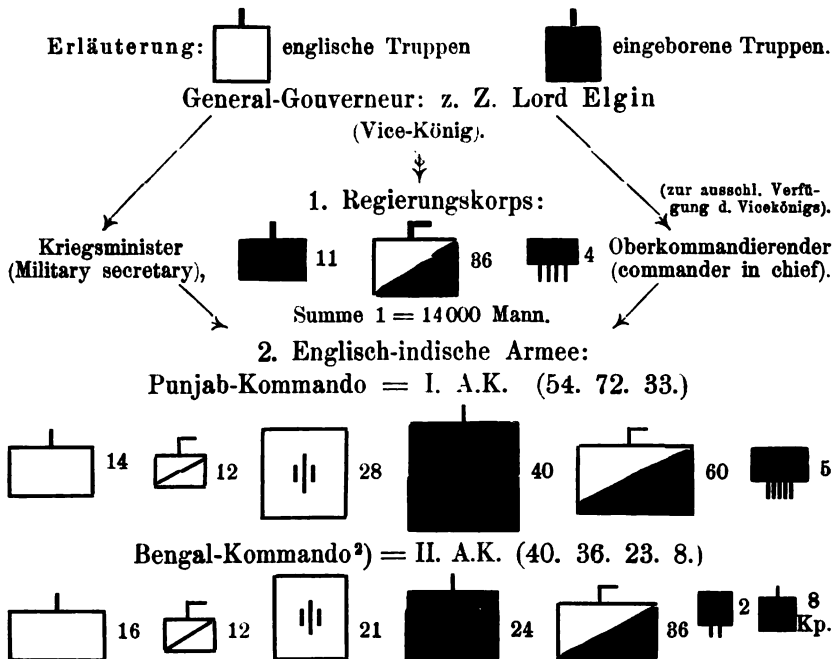 Erläuterung: englische Truppen eingeborene Truppen.
General-Gouverneur: z. Z. Lord Elgin
(Vice-König).
(zur ausschl. Verfü-
gung d. Vicekönigs).
1. Regierungskorps:
Kriegsminister
(Military secretary),
11 36 4
Oberkommandierender
(commander in chief).
Summe 1 = 14000 Mann.
2. Englisch-indische Armee:
Punjab-Kommando = I. A.K. (54. 72. 33.)
14 12 28 40 60 5
Bengal-Kommando²) = II. A.K. (40. 36. 23. 8.)
16 12 21 24 36 2 8
Kp.